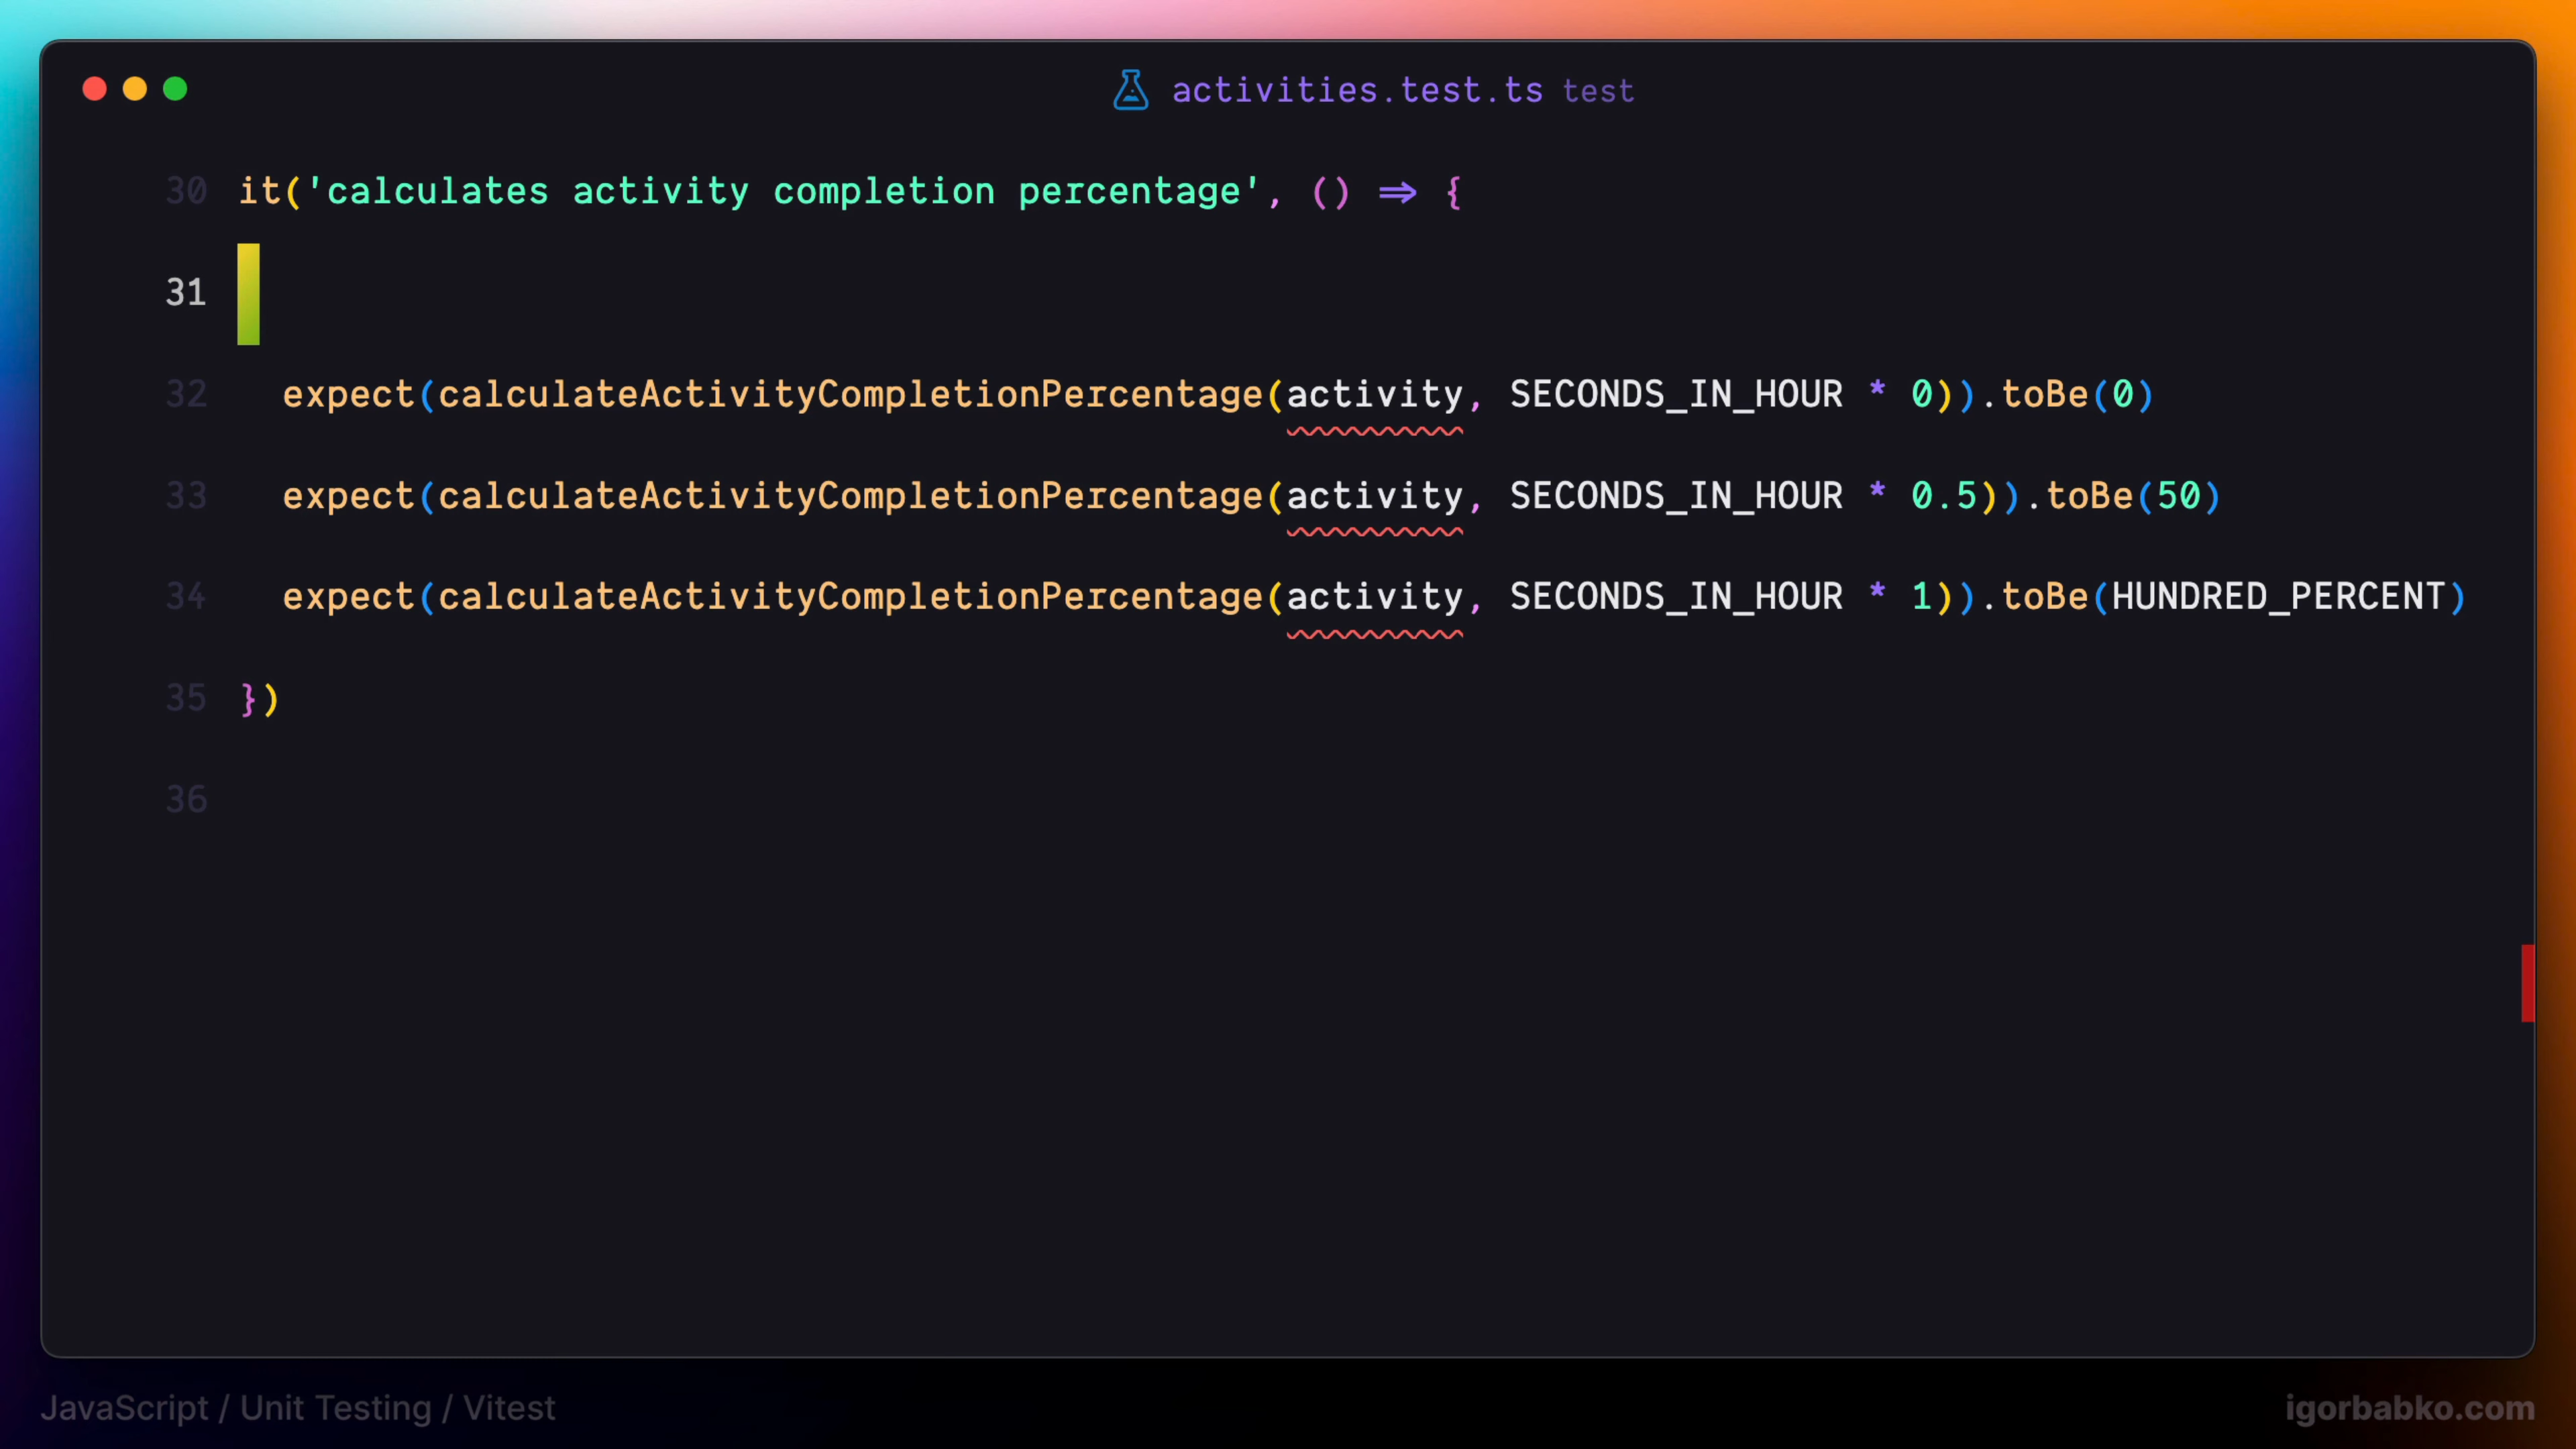 activities.test.ts test
30 it('calculates activity completion percentage', () => {
31
32 expect(calculateActivityCompletionPercentage(activity, SECONDS_IN_HOUR * 0)).toBe(0)
33 expect(calculateActivityCompletionPercentage(activity, SECONDS_IN_HOUR * 0.5)).toBe(50)
34 expect(calculateActivityCompletionPercentage(activity, SECONDS_IN_HOUR * 1)).toBe(HUNDRED_PERCENT)
35 })
36
JavaScript / Unit Testing / Vitest
igorbabko.com